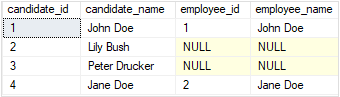 candidate_id candidate_name employee_id employee_name
1 John Doe 1 John Doe
2 Lily Bush NULL NULL
3 Peter Drucker NULL NULL
4 Jane Doe 2 Jane Doe